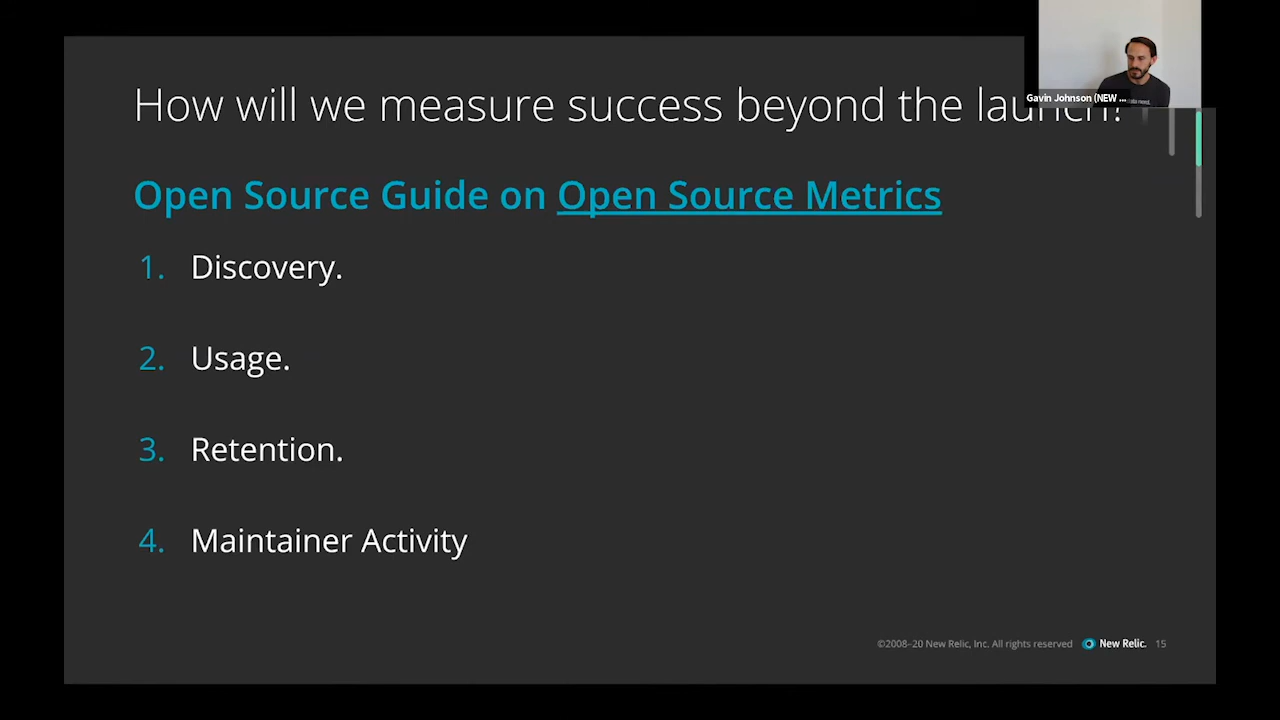 How will we measure success beyond the launch?
Gavin Johnson (NEW ...
Open Source Guide on Open Source Metrics
1. Discovery.
2. Usage.
3. Retention.
4. Maintainer Activity
©2008–20 New Relic, Inc. All rights reserved New Relic. 15